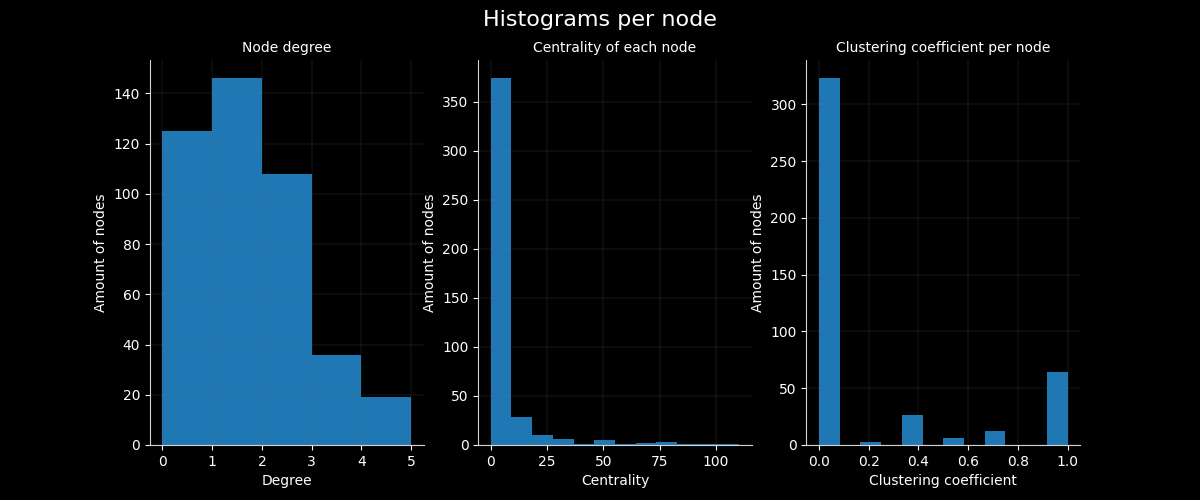 Histograms per node
Node degree
Amount of nodes
140
120
100
80
60
40
20
0
0 1 2 3 4 5
Degree
Centrality of each node
Amount of nodes
350
300
250
200
150
100
50
0
0 25 50 75 100
Centrality
Clustering coefficient per node
Amount of nodes
300
250
200
150
100
50
0
0.0 0.2 0.4 0.6 0.8 1.0
Clustering coefficient